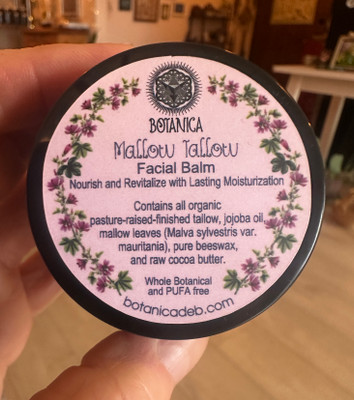 BOTANICA
Mallow Tallow
Facial Balm
Nourish and Revitalize with Lasting Moisturization
Contains all organic
pasture-raised-finished tallow, jojoba oil,
mallow leaves (Malva sylvestris var.
mauritania), pure beeswax,
and raw cocoa butter.
Whole Botanical
and PUFA free
botanicadeb.com